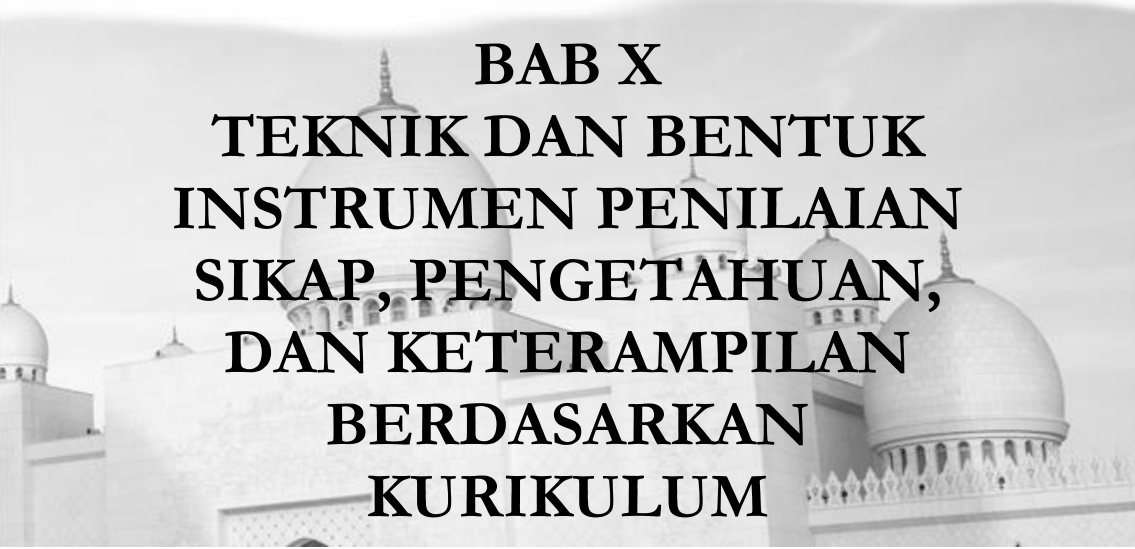 BAB X
TEKNIK DAN BENTUK
INSTRUMEN PENILAIAN
SIKAP, PENGETAHUAN,
DAN KETERAMPILAN
BERDASARKAN
KURIKULUM